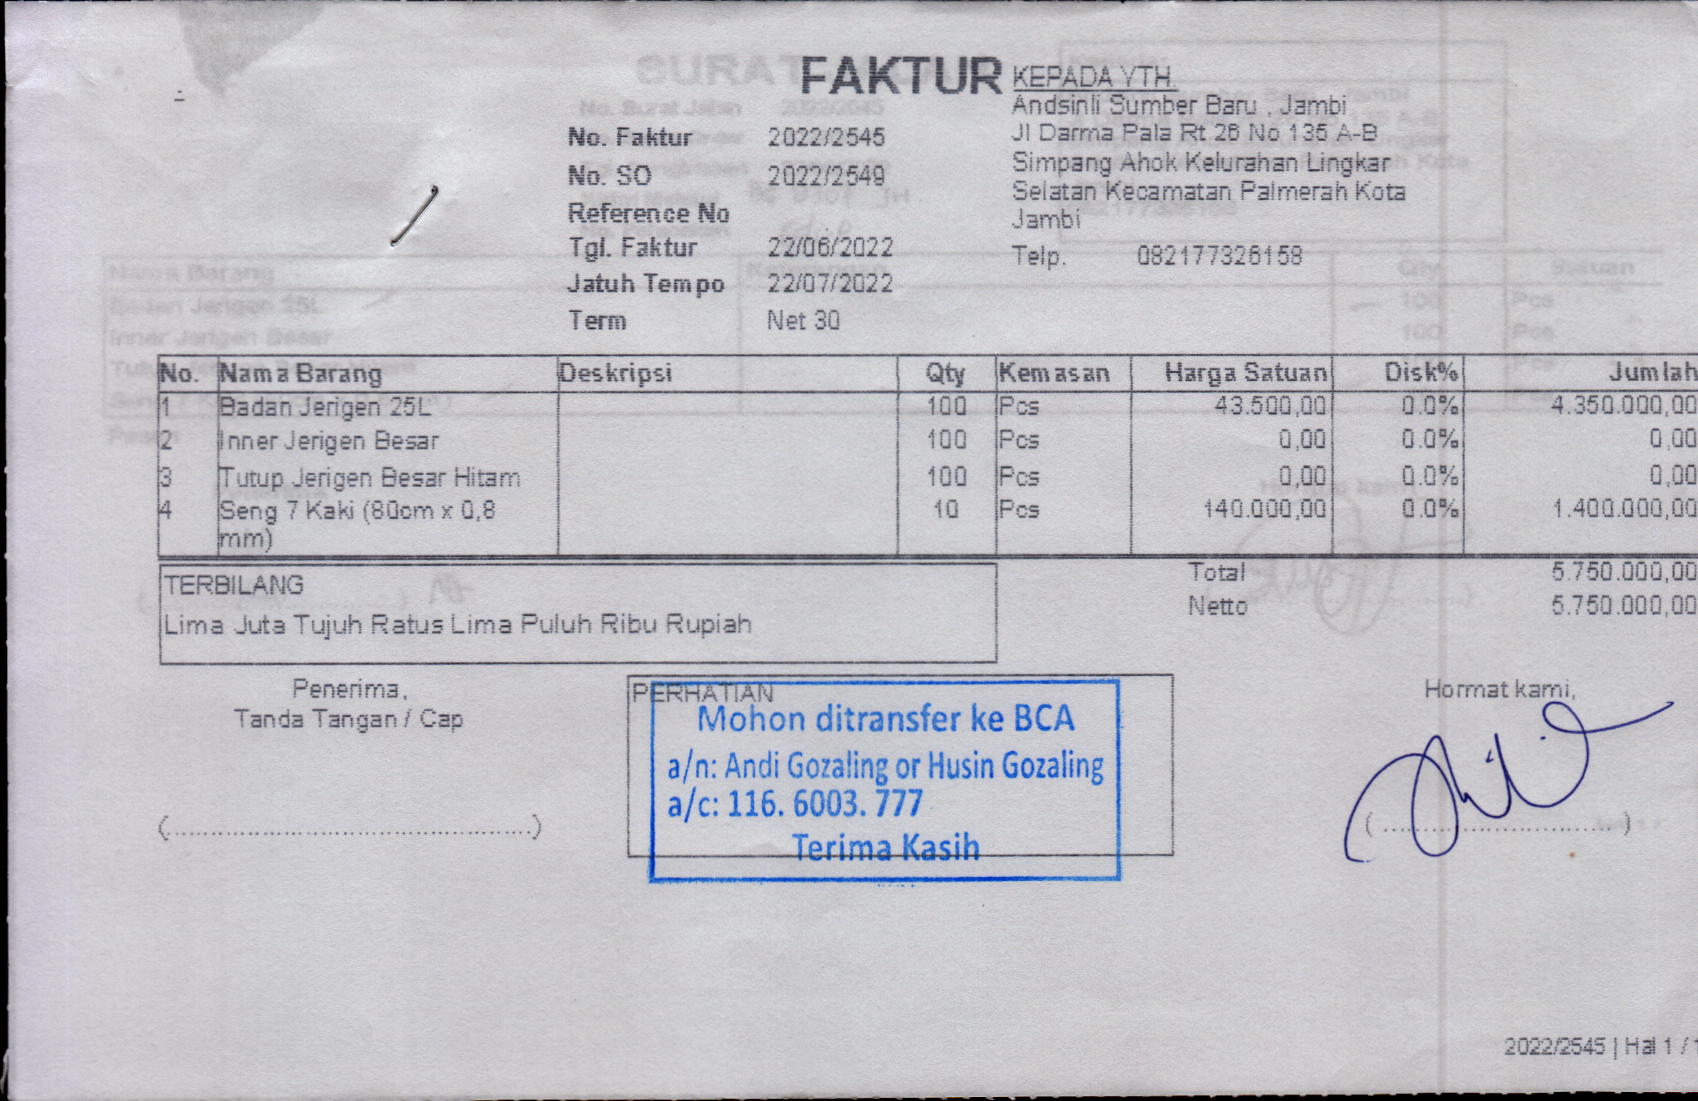 FAKTUR
No. Faktur 2022/2545
No. SO 2022/2549
Reference No
Tgl. Faktur 22/06/2022
Jatuh Tempo 22/07/2022
Term Net 30
KEPADA YTH.
Andsinli Sumber Baru , Jambi
Jl Darma Pala Rt 26 No 135 A-B
Simpang Ahok Kelurahan Lingkar
Selatan Kecamatan Palmerah Kota
Jambi
Telp. 082177326158
No. Nama Barang Deskripsi Qty Kemasan Harga Satuan Disk% Jumlah
1 Badan Jerigen 25L 100 Pcs 43.500,00 0.0% 4.350.000,00
2 Inner Jerigen Besar 100 Pcs 0,00 0.0% 0,00
3 Tutup Jerigen Besar Hitam 100 Pcs 0,00 0.0% 0,00
4 Seng 7 Kaki (80cm x 0,8 10 Pcs 140.000,00 0.0% 1.400.000,00
mm)
Total 5.750.000,00
Netto 5.750.000,00
TERBILANG
Lima Juta Tujuh Ratus Lima Puluh Ribu Rupiah
Penerima,
Tanda Tangan / Cap
PERHATIAN
Mohon ditransfer ke BCA
a/n: Andi Gozaling or Husin Gozaling
a/c: 116. 6003. 777
Terima Kasih
Hormat kami,
2022/2545 | Hal 1 / 1